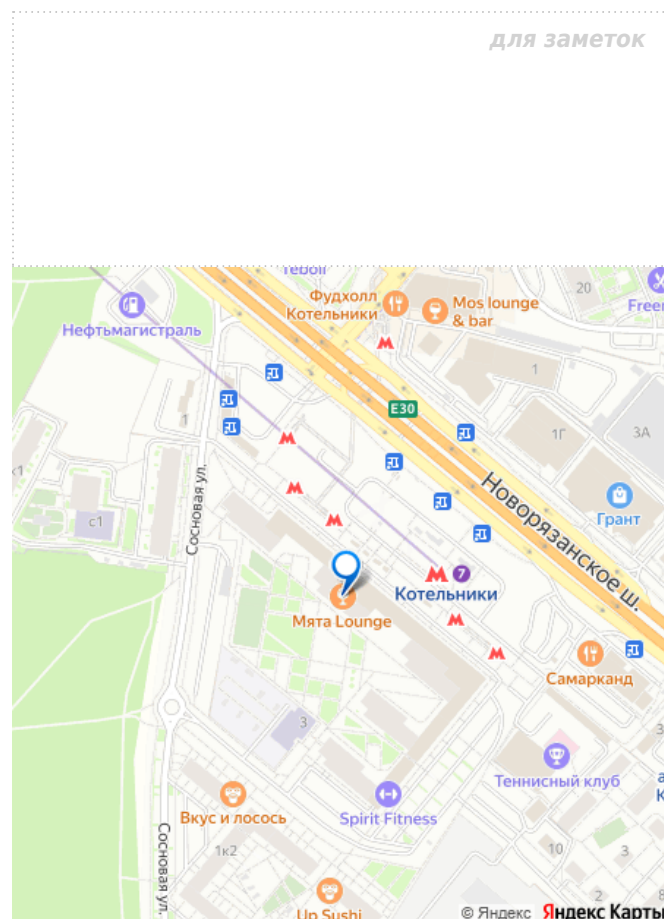 для заметок
Teboil
Фудхолл
Котельники
Mos lounge
& bar
20
Нефтьмагистраль
1
E30
1
1Г
3А
Сосновая ул.
с1
Новорязанское ш.
Грант
7
Котельники
Мята Lounge
Самарканд
3
Теннисный клуб
Spirit Fitness
Вкус и лосось
1к2
10
3
Сосновая ул.
2
Up Sushi
© Яндекс Яндекс Карты